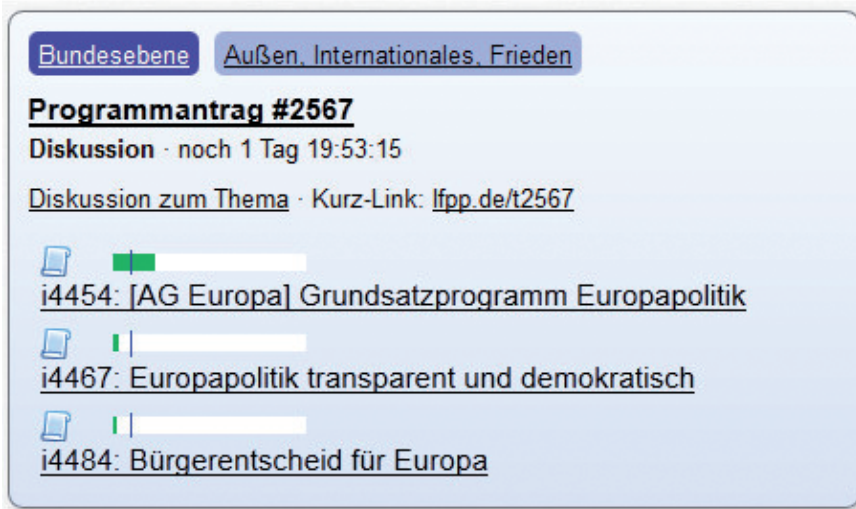 Bundesebene Außen, Internationales, Frieden
Programmantrag #2567
Diskussion · noch 1 Tag 19:53:15
Diskussion zum Thema · Kurz-Link: lfpp.de/t2567
i4454: [AG Europa] Grundsatzprogramm Europapolitik
i4467: Europapolitik transparent und demokratisch
i4484: Bürgerentscheid für Europa